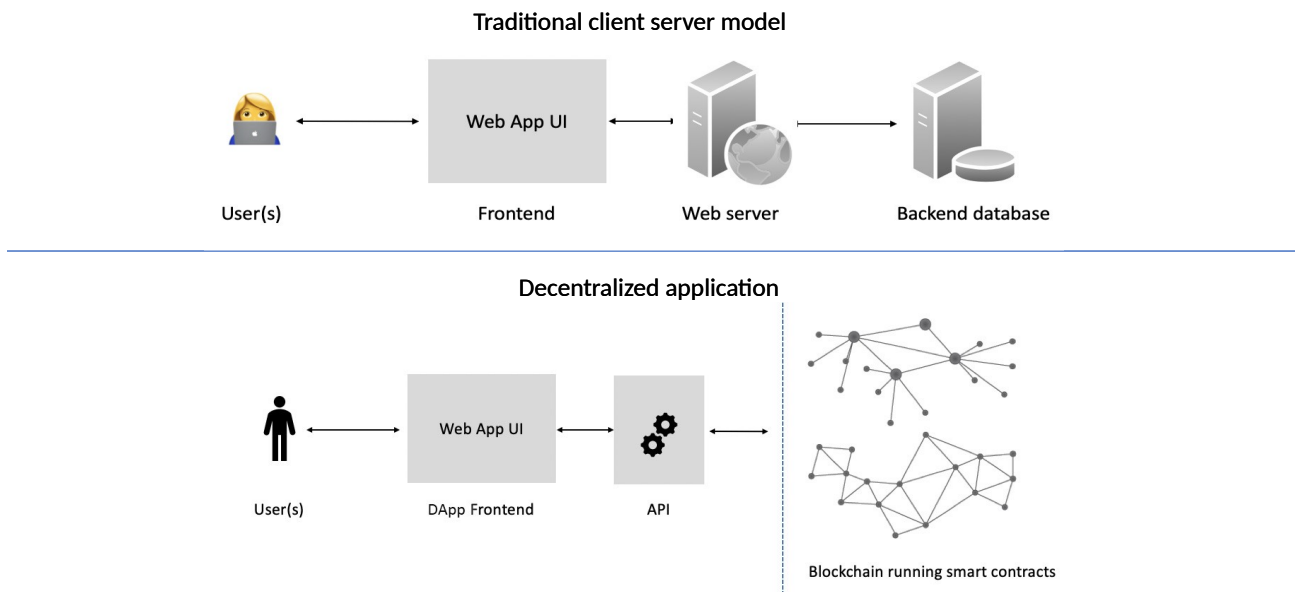 Traditional client server model
Web App UI
User(s)
Frontend
Web server
Backend database
Decentralized application
Web App UI
User(s)
DApp Frontend
API
Blockchain running smart contracts